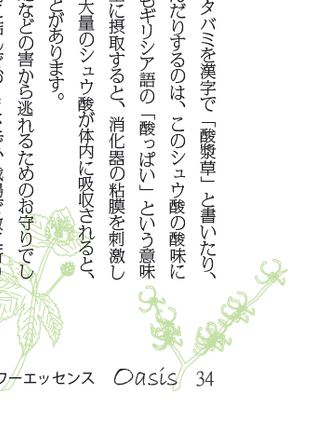 タバミを漢字で「酸漿草」と書いたり、
んだりするのは、このシュウ酸の酸味に
もギリシア語の「酸っぱい」という意味
に摂取すると、消化器の粘膜を刺激し
大量のシュウ酸が体内に吸収されると、
とがあります。
などの害から逃れるためのお守りでし
ワーエッセンス Oasis 34